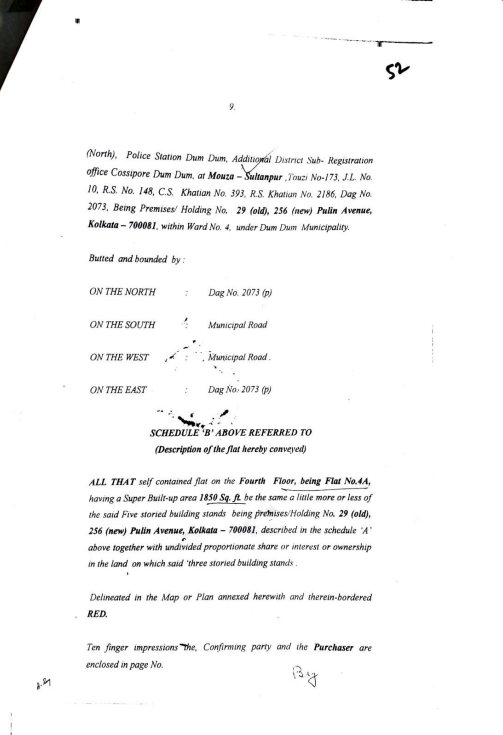 52
9.
(North), Police Station Dum Dum, Additional District Sub- Registration
office Cossipore Dum Dum, at Mouza – Sultanpur ,Touzi No-173, J.L. No.
10, R.S. No. 148, C.S. Khatian No. 393, R.S. Khatian No. 2186, Dag No.
2073, Being Premises/ Holding No. 29 (old), 256 (new) Pulin Avenue,
Kolkata – 700081, within Ward No. 4, under Dum Dum Municipality.
Butted and bounded by :
ON THE NORTH : Dag No. 2073 (p)
ON THE SOUTH : Municipal Road
ON THE WEST : Municipal Road .
ON THE EAST : Dag No. 2073 (p)
SCHEDULE 'B' ABOVE REFERRED TO
(Description of the flat hereby conveyed)
ALL THAT self contained flat on the Fourth Floor, being Flat No.4A,
having a Super Built-up area 1850 Sq. ft. be the same a little more or less of
the said Five storied building stands being premises/Holding No. 29 (old),
256 (new) Pulin Avenue, Kolkata – 700081, described in the schedule 'A'
above together with undivided proportionate share or interest or ownership
in the land on which said 'three storied building stands .
Delineated in the Map or Plan annexed herewith and therein-bordered
RED.
Ten finger impressions the, Confirming party and the Purchaser are
enclosed in page No.
By